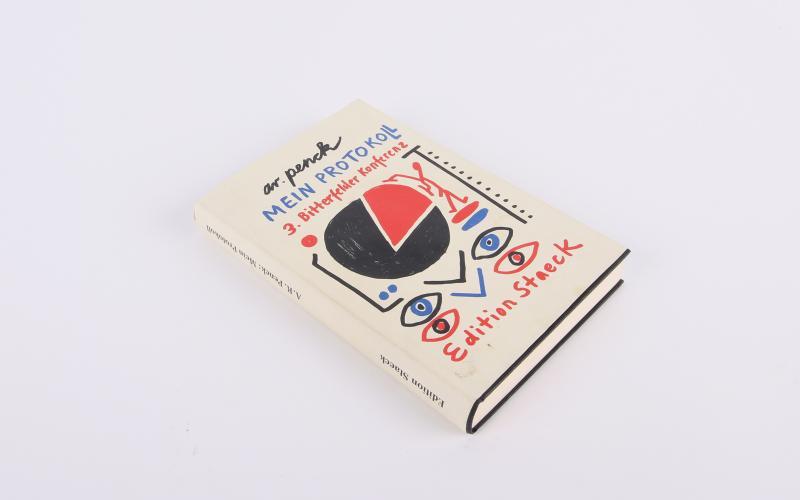 ar. penck
MEIN PROTOKOLL
3. Bitterfelder Konferenz
Edition Staeck
A.R. Penck: Mein Protokoll
Edition Staeck